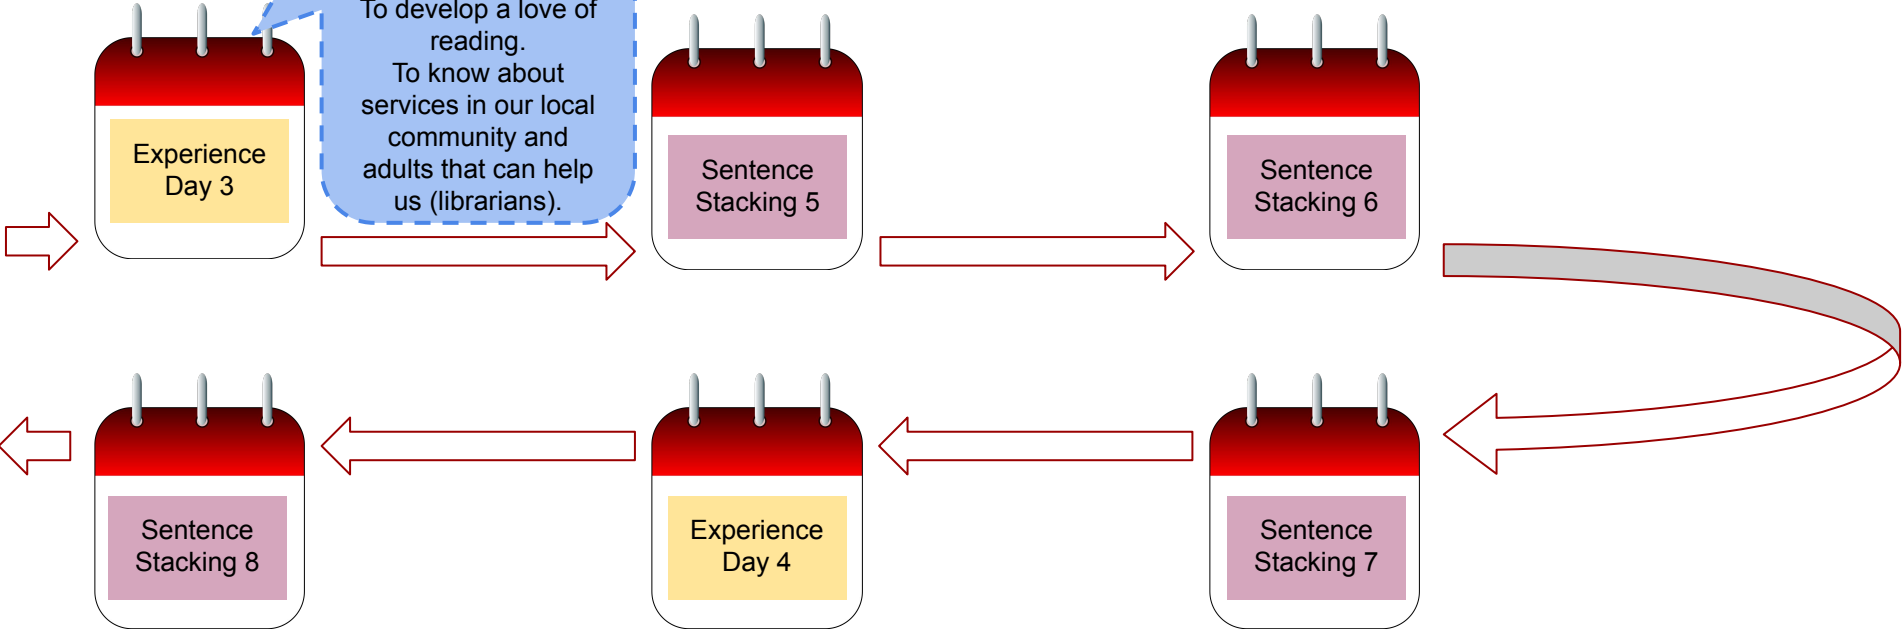 To develop a love of
reading.
To know about
services in our local
community and
adults that can help
us (librarians).
Experience
Day 3
Sentence
Stacking 5
Sentence
Stacking 6
Sentence
Stacking 7
Experience
Day 4
Sentence
Stacking 8